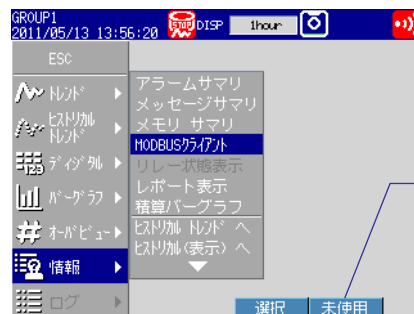 GROUP1
2011/05/13 13:56:20 STOP DISP 1hour
ESC
トレンド
ヒストリカル
トレンド
デイジタル
バーグラフ
オーバビュー
情報
ログ
アラームサマリ
メッセージサマリ
メモリ サマリ
MODBUSクライアント
リレー状態表示
レポート表示
積算バーグラフ
ヒストリカル トレンド へ
ヒストリカル(表示) へ
選択 未使用